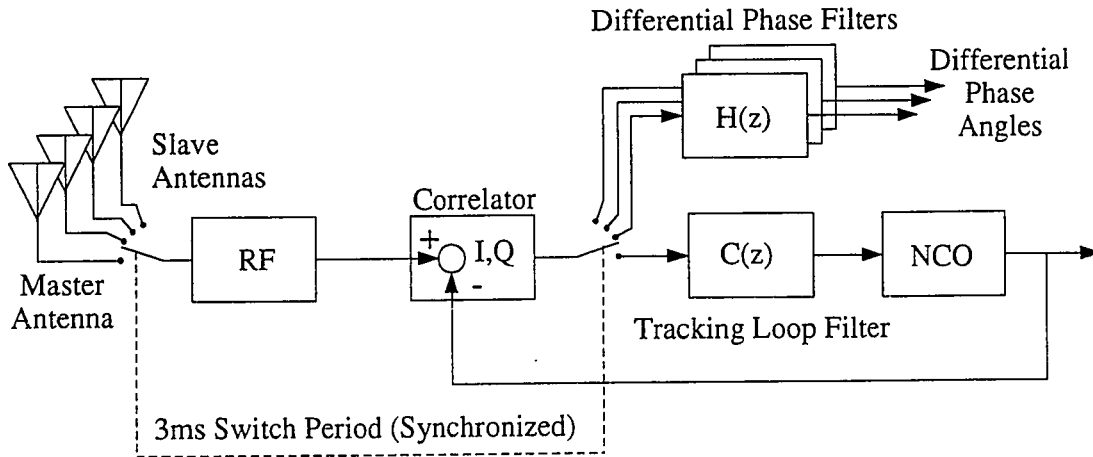 Differential Phase Filters
Differential
Phase
Angles
H(z)
Slave
Antennas
Correlator
+
I,Q
-
RF
C(z)
NCO
Master
Antenna
Tracking Loop Filter
3ms Switch Period (Synchronized)